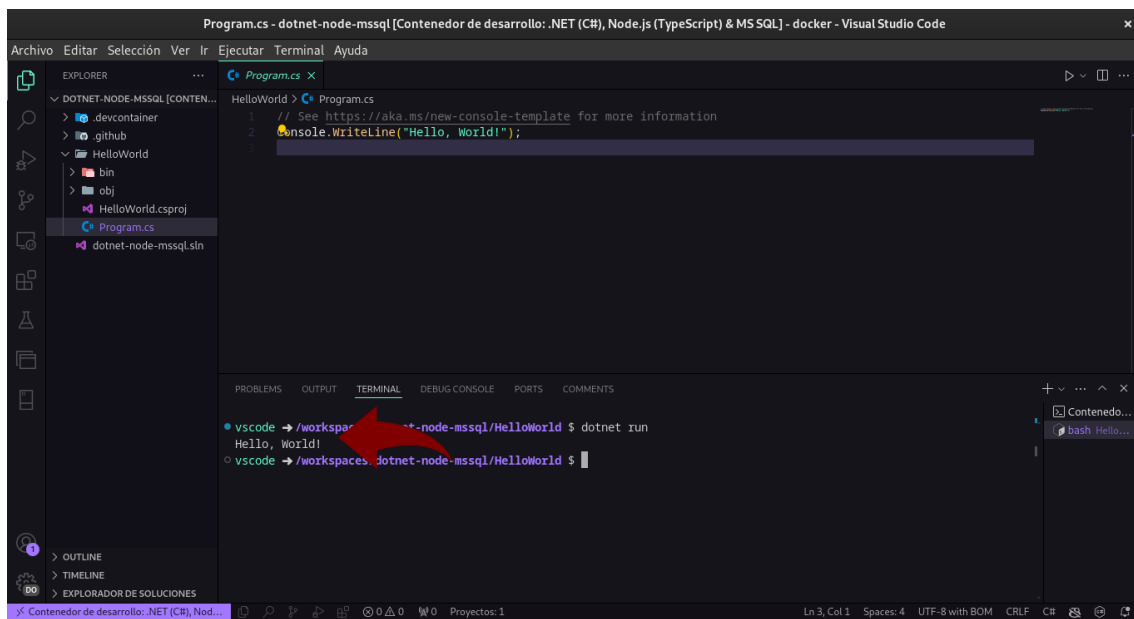 Program.cs - dotnet-node-mssql [Contenedor de desarrollo: .NET (C#), Node.js (TypeScript) & MS SQL] - docker - Visual Studio Code
Archivo Editar Selección Ver Ir Ejecutar Terminal Ayuda
EXPLORER
Program.cs
DOTNET-NODE-MSSQL [CONTEN...
.devcontainer
.github
HelloWorld
bin
obj
HelloWorld.csproj
Program.cs
dotnet-node-mssql.sln
HelloWorld > Program.cs
1 // See https://aka.ms/new-console-template for more information
2 Console.WriteLine("Hello, World!");
3
PROBLEMS OUTPUT TERMINAL DEBUG CONSOLE PORTS COMMENTS
vscode → /workspaces/dotnet-node-mssql/HelloWorld $ dotnet run
Hello, World!
vscode → /workspaces/dotnet-node-mssql/HelloWorld $
Contenedo...
bash Hello...
1
OUTLINE
TIMELINE
DO
EXPLORADOR DE SOLUCIONES
Contenedor de desarrollo: .NET (C#), Nod... 0 0 0 Proyectos: 1 Ln 3, Col 1 Spaces: 4 UTF-8 with BOM CRLF C#